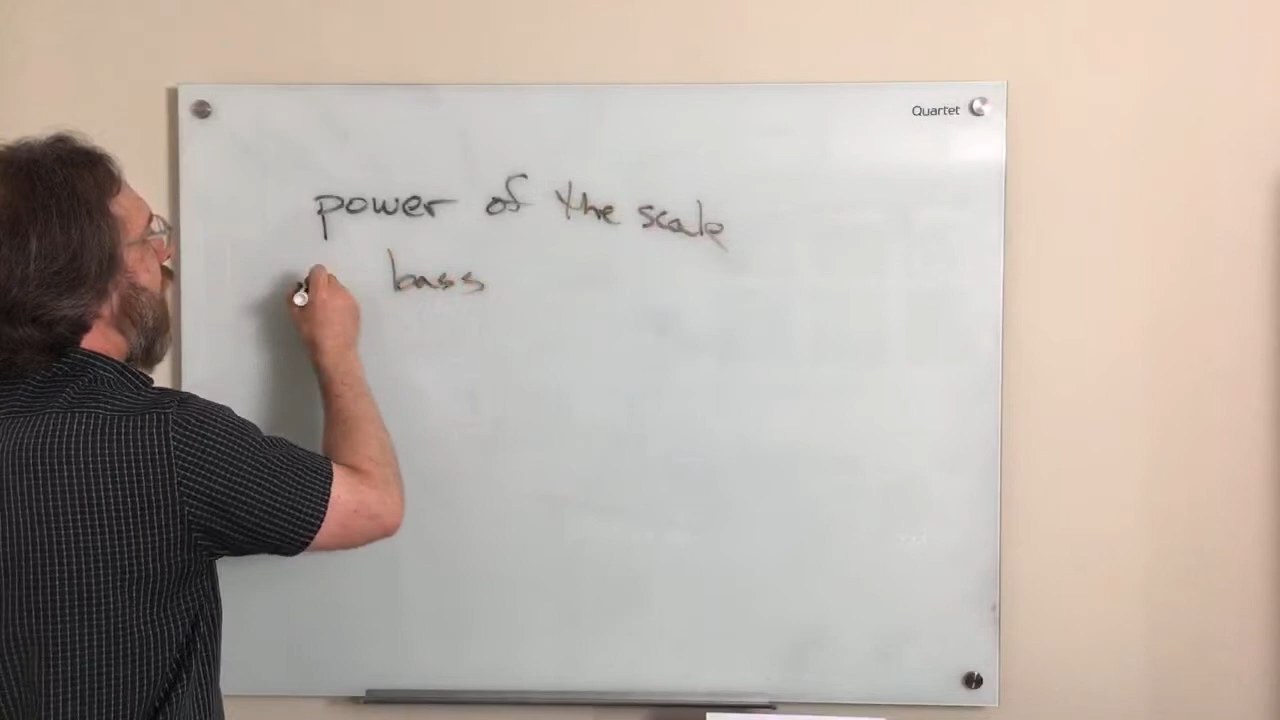 Quartet
power of the scale
bass